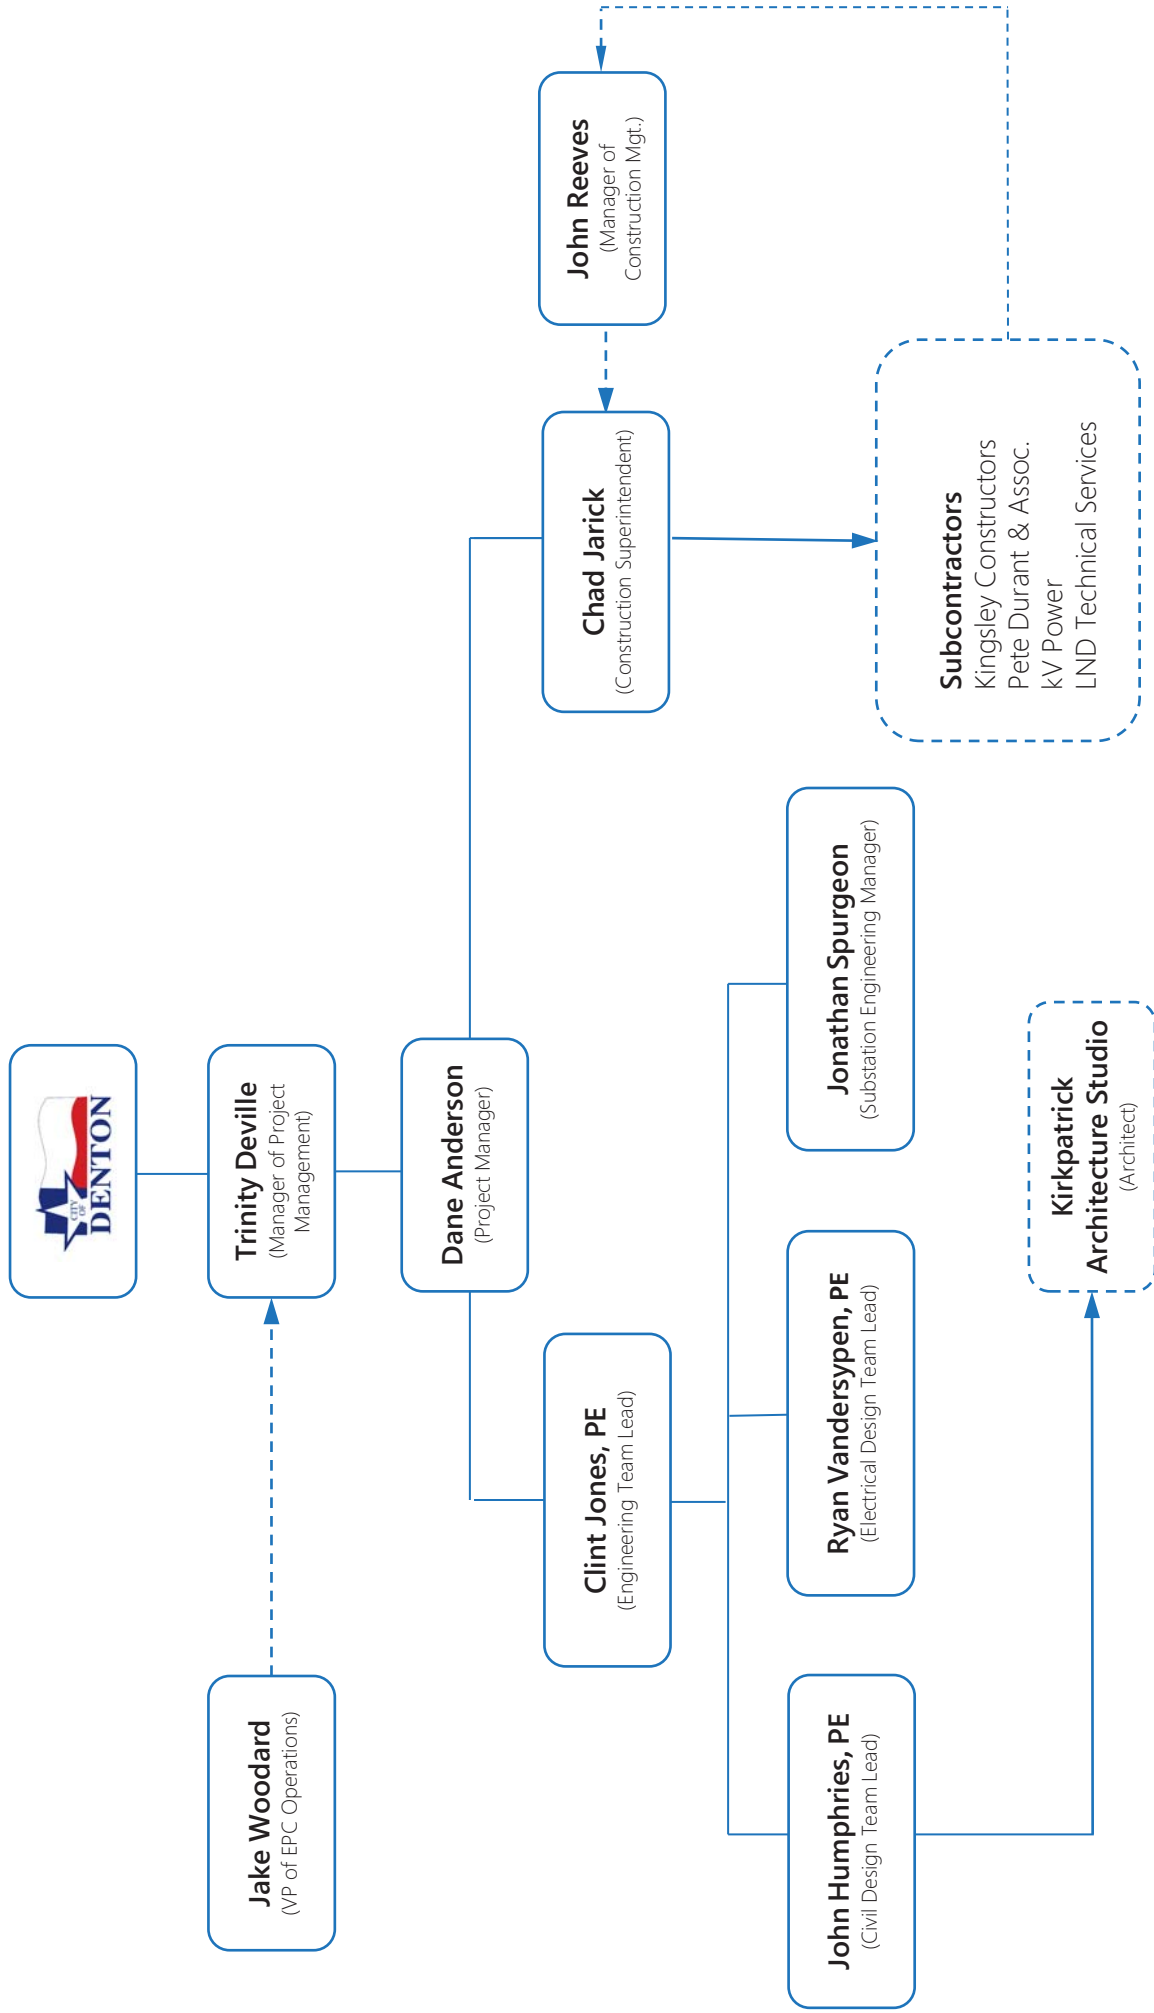 CITY
OF
DENTON
Jake Woodard
(VP of EPC Operations)
Trinity Deville
(Manager of Project
Management)
Dane Anderson
(Project Manager)
Clint Jones, PE
(Engineering Team Lead)
Chad Jarick
(Construction Superintendent)
John Reeves
(Manager of
Construction Mgt.)
John Humphries, PE
(Civil Design Team Lead)
Ryan Vandersypen, PE
(Electrical Design Team Lead)
Jonathan Spurgeon
(Substation Engineering Manager)
Subcontractors
Kingsley Constructors
Pete Durant & Assoc.
kV Power
LND Technical Services
Kirkpatrick
Architecture Studio
(Architect)